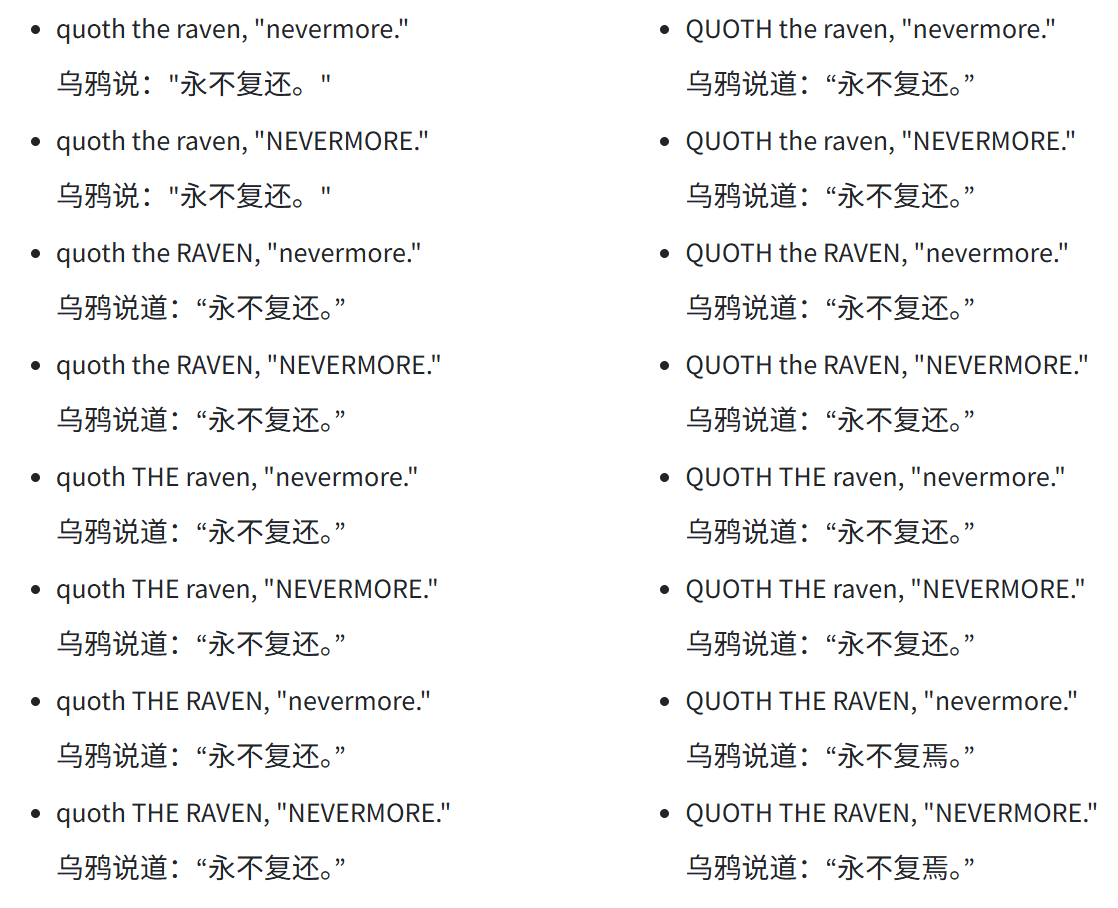 • quoth the raven, "nevermore."
乌鸦说："永不复还。"
• quoth the raven, "NEVERMORE."
乌鸦说："永不复还。"
• quoth the RAVEN, "nevermore."
乌鸦说道：“永不复还。”
• quoth the RAVEN, "NEVERMORE."
乌鸦说道：“永不复还。”
• quoth THE raven, "nevermore."
乌鸦说道：“永不复还。”
• quoth THE raven, "NEVERMORE."
乌鸦说道：“永不复还。”
• quoth THE RAVEN, "nevermore."
乌鸦说道：“永不复还。”
• quoth THE RAVEN, "NEVERMORE."
乌鸦说道：“永不复还。”
• QUOTH the raven, "nevermore."
乌鸦说道：“永不复还。”
• QUOTH the raven, "NEVERMORE."
乌鸦说道：“永不复还。”
• QUOTH the RAVEN, "nevermore."
乌鸦说道：“永不复还。”
• QUOTH the RAVEN, "NEVERMORE."
乌鸦说道：“永不复还。”
• QUOTH THE raven, "nevermore."
乌鸦说道：“永不复还。”
• QUOTH THE raven, "NEVERMORE."
乌鸦说道：“永不复还。”
• QUOTH THE RAVEN, "nevermore."
乌鸦说道：“永不复焉。”
• QUOTH THE RAVEN, "NEVERMORE."
乌鸦说道：“永不复焉。”